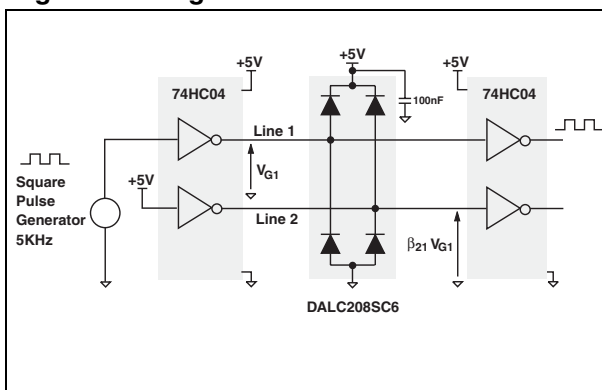 +5V
+5V
+5V
74HC04
74HC04
100nF
Line 1
VG1
Square
Pulse
Generator
5KHz
+5V
Line 2
β21 VG1
DALC208SC6